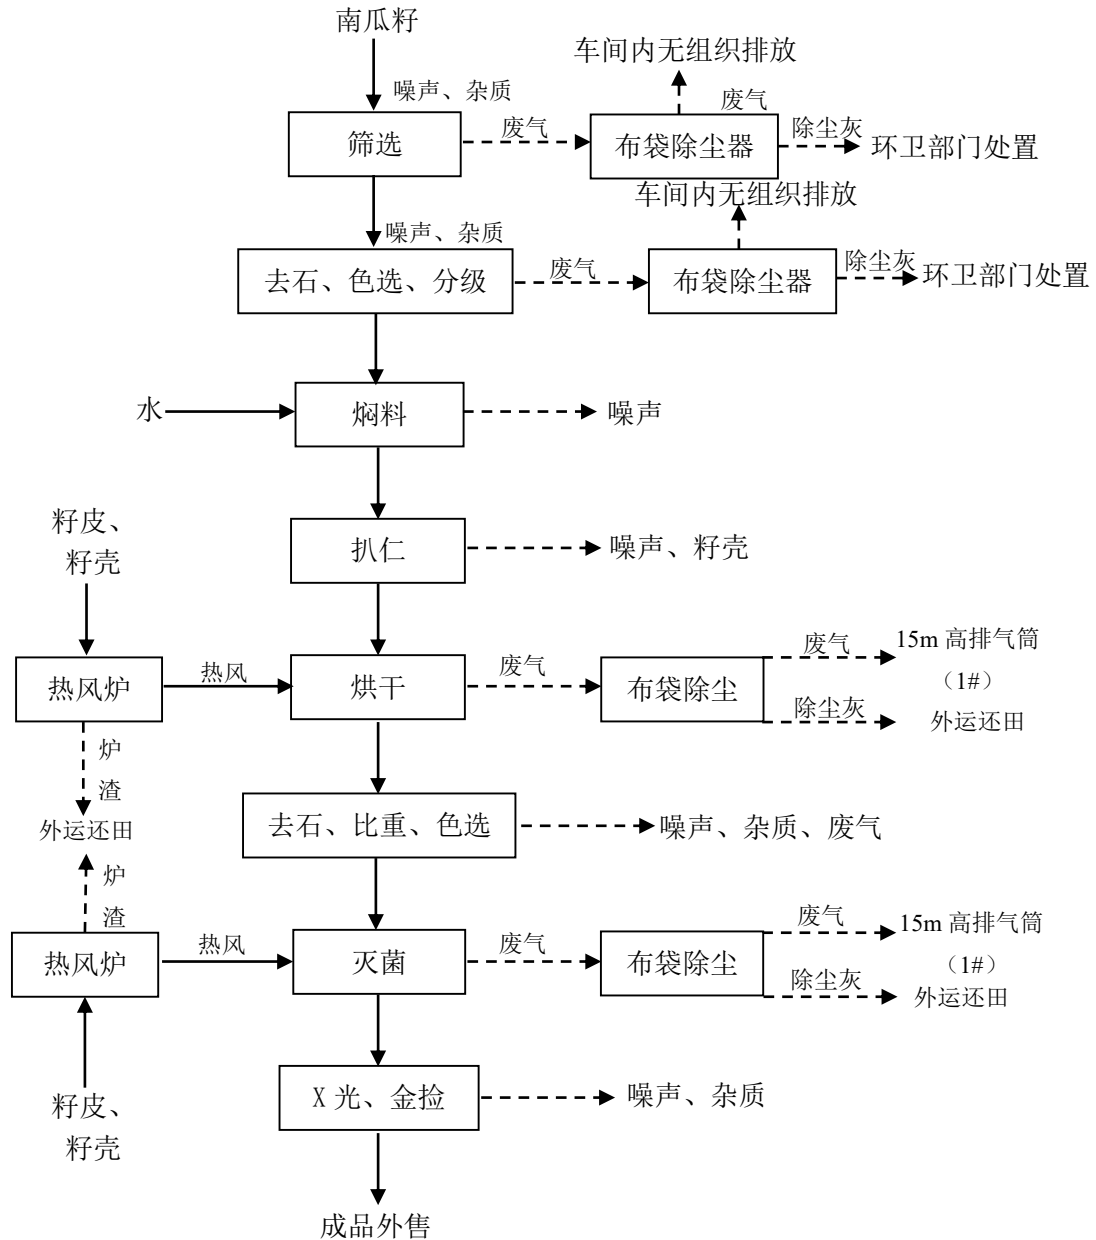 南瓜籽
车间内无组织排放
噪声、杂质
废气
筛选
废气
布袋除尘器
除尘灰
环卫部门处置
车间内无组织排放
噪声、杂质
去石、色选、分级
废气
布袋除尘器
除尘灰
环卫部门处置
水
焖料
噪声
籽皮、
籽壳
扒仁
噪声、籽壳
热风炉
热风
烘干
废气
布袋除尘
废气
15m 高排气筒
（1#）
除尘灰
外运还田
炉
渣
外运还田
去石、比重、色选
噪声、杂质、废气
炉
渣
热风炉
热风
灭菌
废气
布袋除尘
废气
15m 高排气筒
（1#）
除尘灰
外运还田
籽皮、
籽壳
X 光、金捡
噪声、杂质
成品外售